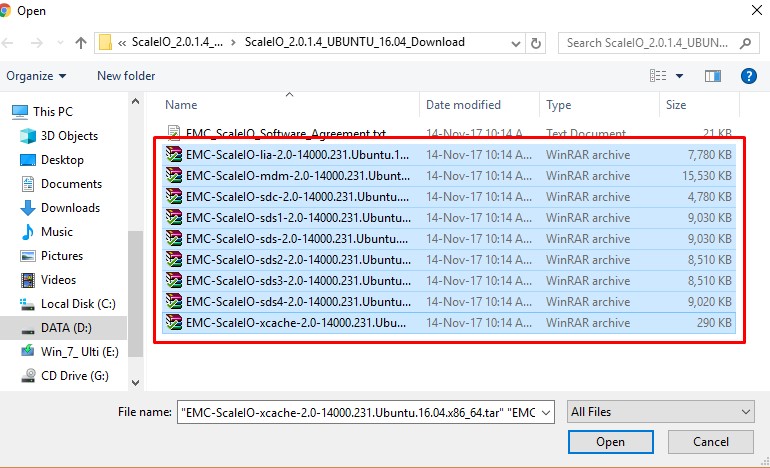 Open
« ScaleIO_2.0.1.4_... > ScaleIO_2.0.1.4_UBUNTU_16.04_Download
Search ScaleIO_2.0.1.4_UBUN...
Organize
New folder
This PC
3D Objects
Desktop
Documents
Downloads
Music
Pictures
Videos
Local Disk (C:)
DATA (D:)
Win_7_ Ulti (E:)
CD Drive (G:)
Name Date modified Type Size
EMC_ScaleIO_Software_Agreement.txt 14-Nov-17 10:14 A... Text Document 21 KB
EMC-ScaleIO-lia-2.0-14000.231.Ubuntu.1... 14-Nov-17 10:14 A... WinRAR archive 7,780 KB
EMC-ScaleIO-mdm-2.0-14000.231.Ubunt... 14-Nov-17 10:14 A... WinRAR archive 15,530 KB
EMC-ScaleIO-sdc-2.0-14000.231.Ubuntu.... 14-Nov-17 10:14 A... WinRAR archive 4,780 KB
EMC-ScaleIO-sds1-2.0-14000.231.Ubuntu... 14-Nov-17 10:14 A... WinRAR archive 9,030 KB
EMC-ScaleIO-sds-2.0-14000.231.Ubuntu.... 14-Nov-17 10:14 A... WinRAR archive 9,030 KB
EMC-ScaleIO-sds2-2.0-14000.231.Ubuntu... 14-Nov-17 10:14 A... WinRAR archive 8,510 KB
EMC-ScaleIO-sds3-2.0-14000.231.Ubuntu... 14-Nov-17 10:14 A... WinRAR archive 8,510 KB
EMC-ScaleIO-sds4-2.0-14000.231.Ubuntu... 14-Nov-17 10:14 A... WinRAR archive 9,020 KB
EMC-ScaleIO-xcache-2.0-14000.231.Ubu... 14-Nov-17 10:14 A... WinRAR archive 290 KB
File name: "EMC-ScaleIO-xcache-2.0-14000.231.Ubuntu.16.04.x86_64.tar" "EMC
All Files
Open Cancel